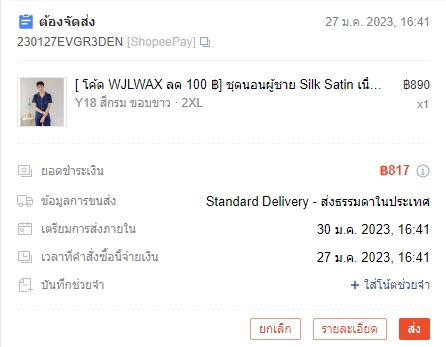 ต้องจัดส่ง 27 ม.ค. 2023, 16:41
230127EVGR3DEN [ShopeePay]
[ โค้ด WJLWAX ลด 100 ฿] ชุดนอนผู้ชาย Silk Satin เนื้... ฿890
Y18 สีกรม ขอบขาว · 2XL x1
ยอดชำระเงิน ฿817
ข้อมูลการขนส่ง Standard Delivery - ส่งธรรมดาในประเทศ
เตรียมการส่งภายใน 30 ม.ค. 2023, 16:41
เวลาที่คำสั่งซื้อนี้จ่ายเงิน 27 ม.ค. 2023, 16:41
บันทึกช่วยจำ + ใส่โน้ตช่วยจำ
ยกเลิก รายละเอียด ส่ง